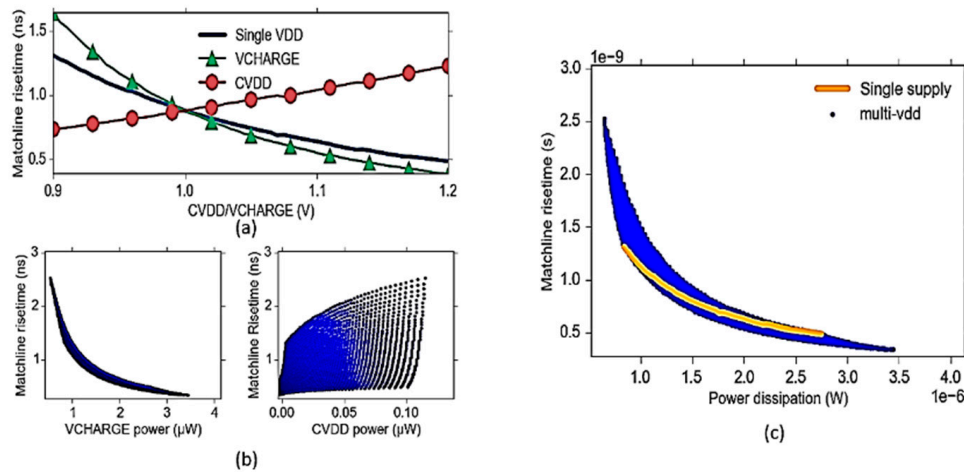 Matchline risetime (ns)
1.5
1.0
0.5
Single VDD
VCHARGE
CVDD
0.9 1.0 1.1 1.2
CVDD/VCHARGE (V)
(a)
Matchline risetime (ns)
3
2
1
1 2 3 4
VCHARGE power (μW)
Matchline Risetime (ns)
3
2
1
0.00 0.05 0.10
CVDD power (μW)
(b)
1e-9
Matchline risetime (s)
3.0
2.5
2.0
1.5
1.0
0.5
Single supply
multi-vdd
1.0 1.5 2.0 2.5 3.0 3.5 4.0
Power dissipation (W)
1e-6
(c)